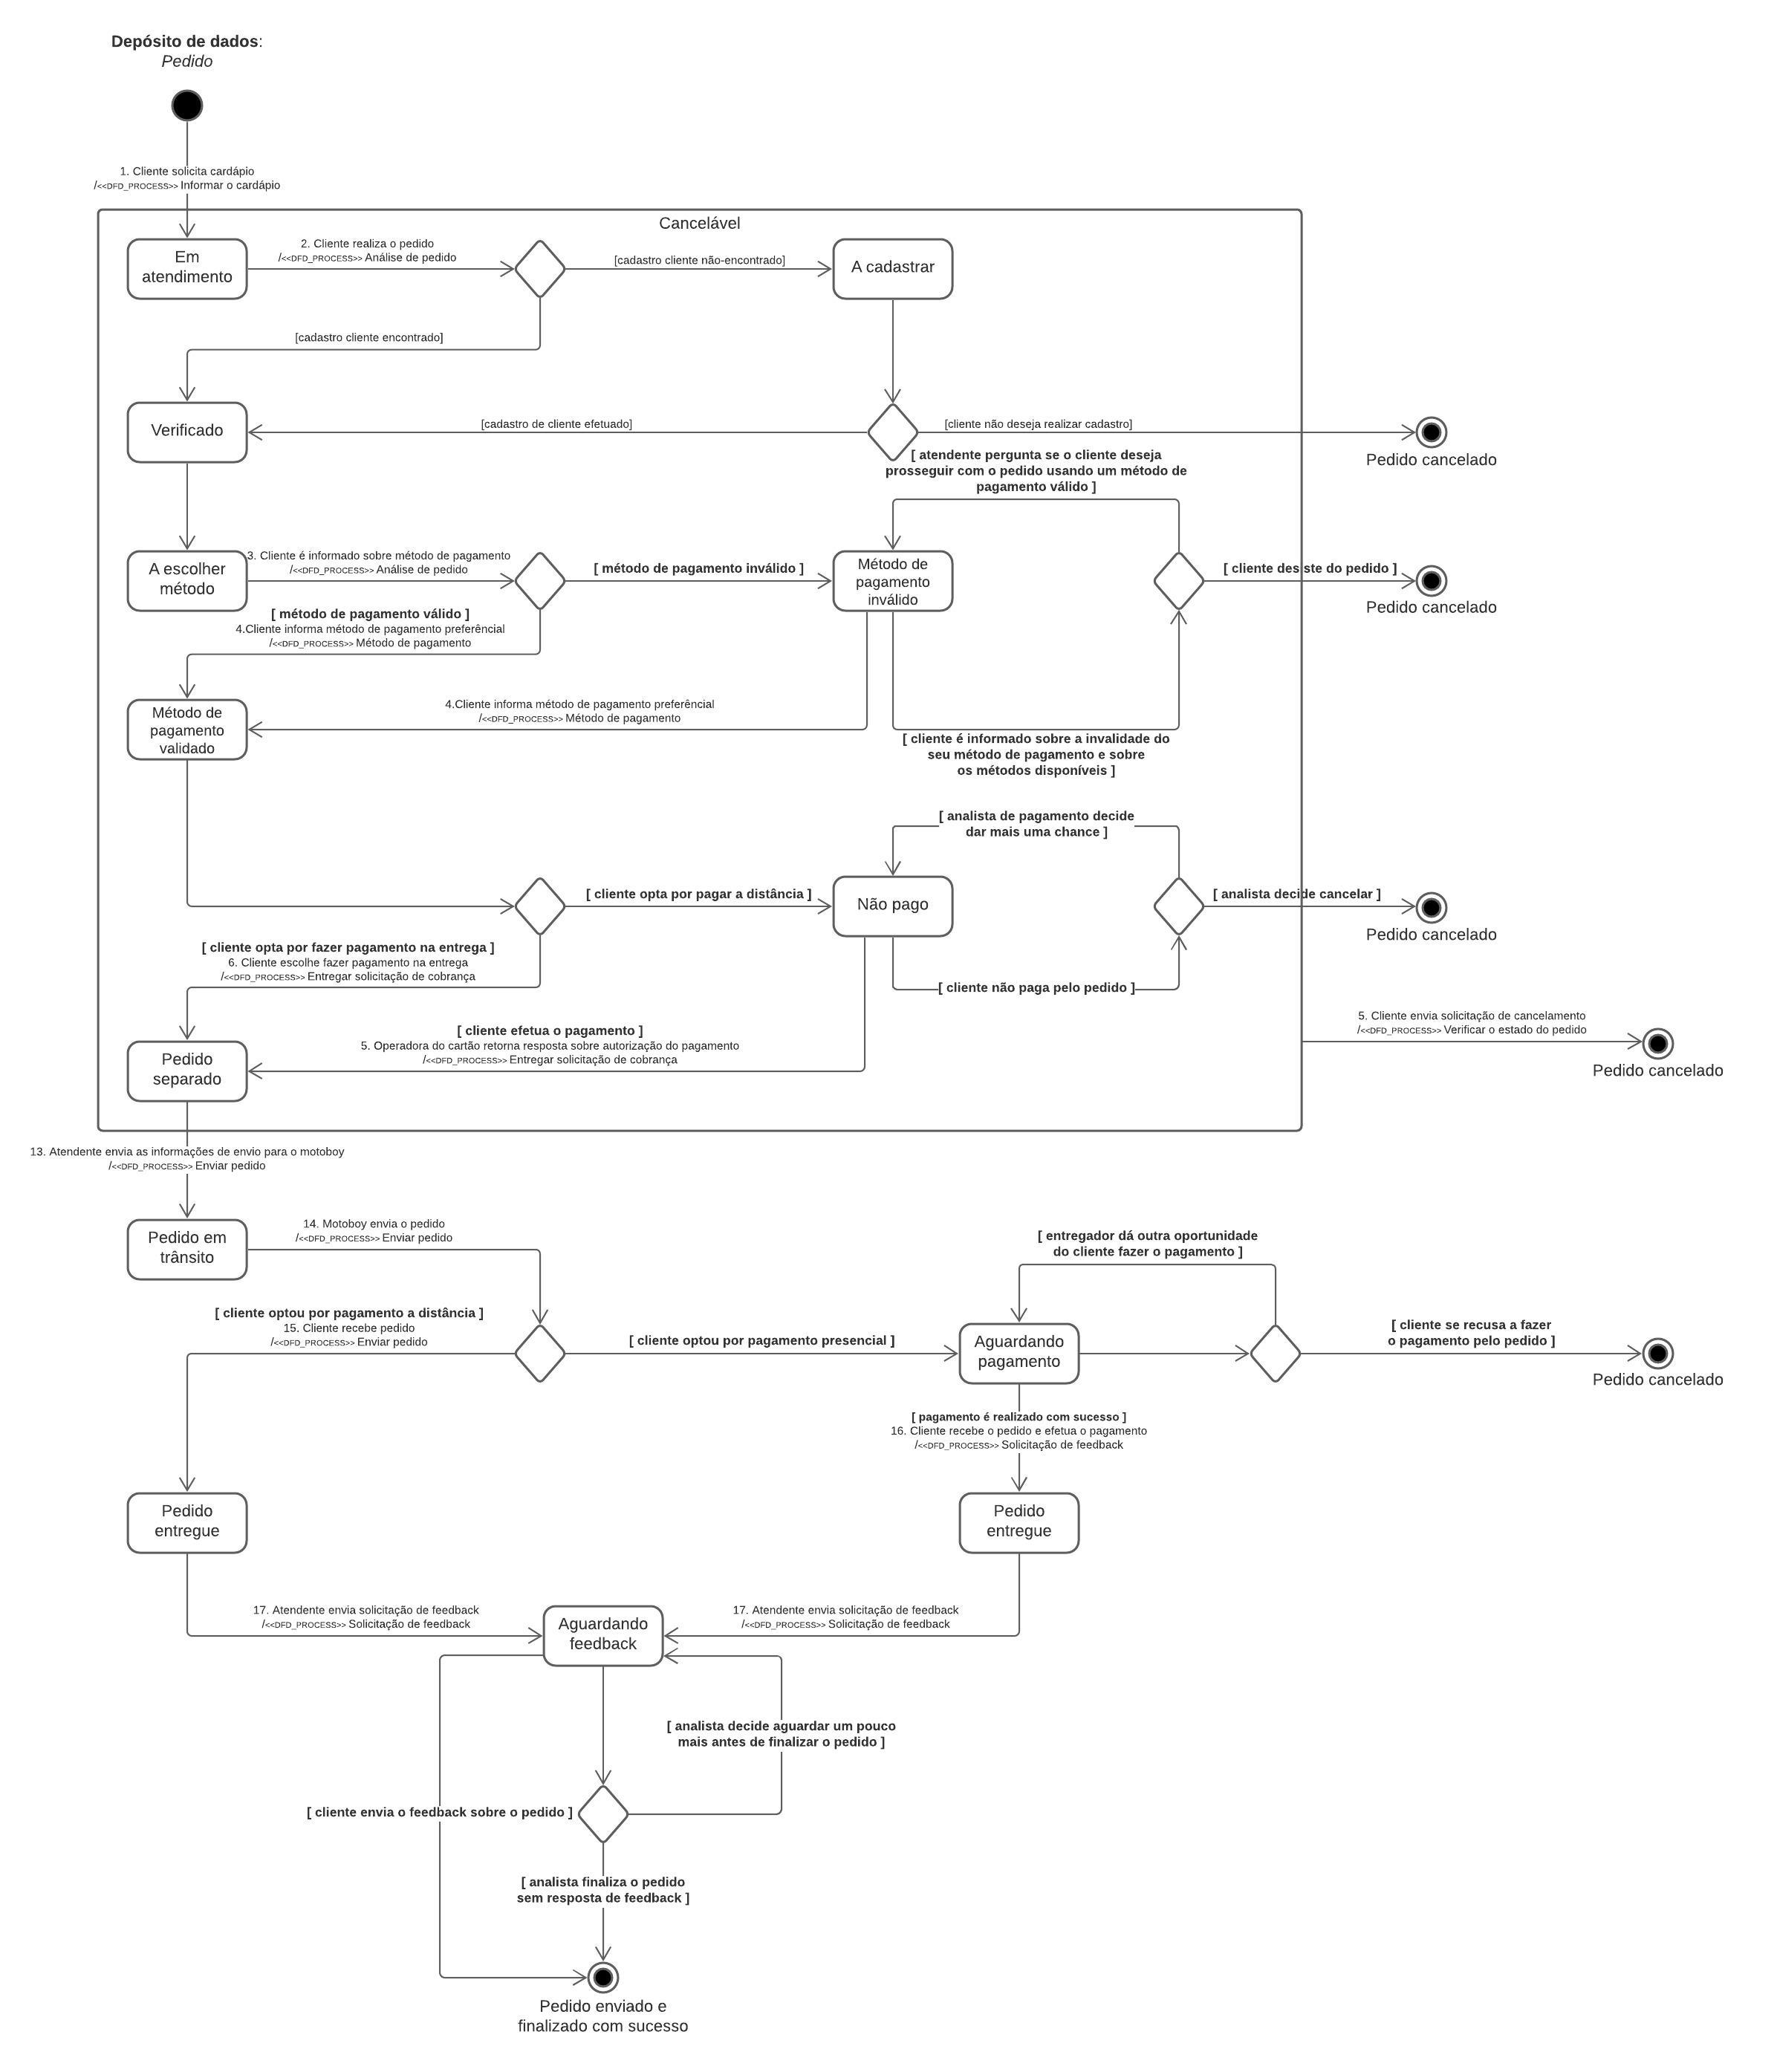 Depósito de dados:
Pedido
1. Cliente solicita cardápio
/<<DFD_PROCESS>> Informar o cardápio
Cancelável
Em
atendimento
2. Cliente realiza o pedido
/<<DFD_PROCESS>> Análise de pedido
[cadastro cliente não-encontrado]
A cadastrar
[cadastro cliente encontrado]
Verificado
[cadastro de cliente efetuado]
[cliente não deseja realizar cadastro]
Pedido cancelado
[ atendente pergunta se o cliente deseja
prosseguir com o pedido usando um método de
pagamento válido ]
A escolher
método
3. Cliente é informado sobre método de pagamento
/<<DFD_PROCESS>> Análise de pedido
[ método de pagamento inválido ]
Método de
pagamento
inválido
[ cliente desiste do pedido ]
Pedido cancelado
[ método de pagamento válido ]
4.Cliente informa método de pagamento preferêncial
/<<DFD_PROCESS>> Método de pagamento
Método de
pagamento
validado
4.Cliente informa método de pagamento preferêncial
/<<DFD_PROCESS>> Método de pagamento
[ cliente é informado sobre a invalidade do
seu método de pagamento e sobre
os métodos disponíveis ]
[ analista de pagamento decide
dar mais uma chance ]
[ cliente opta por pagar a distância ]
Não pago
[ analista decide cancelar ]
Pedido cancelado
[ cliente opta por fazer pagamento na entrega ]
6. Cliente escolhe fazer pagamento na entrega
/<<DFD_PROCESS>> Entregar solicitação de cobrança
[ cliente não paga pelo pedido ]
5. Cliente envia solicitação de cancelamento
/<<DFD_PROCESS>> Verificar o estado do pedido
Pedido cancelado
[ cliente efetua o pagamento ]
5. Operadora do cartão retorna resposta sobre autorização do pagamento
/<<DFD_PROCESS>> Entregar solicitação de cobrança
Pedido
separado
13. Atendente envia as informações de envio para o motoboy
/<<DFD_PROCESS>> Enviar pedido
Pedido em
trânsito
14. Motoboy envia o pedido
/<<DFD_PROCESS>> Enviar pedido
[ entregador dá outra oportunidade
do cliente fazer o pagamento ]
[ cliente optou por pagamento a distância ]
15. Cliente recebe pedido
/<<DFD_PROCESS>> Enviar pedido
[ cliente optou por pagamento presencial ]
Aguardando
pagamento
[ cliente se recusa a fazer
o pagamento pelo pedido ]
Pedido cancelado
[ pagamento é realizado com sucesso ]
16. Cliente recebe o pedido e efetua o pagamento
/<<DFD_PROCESS>> Solicitação de feedback
Pedido
entregue
Pedido
entregue
17. Atendente envia solicitação de feedback
/<<DFD_PROCESS>> Solicitação de feedback
Aguardando
feedback
17. Atendente envia solicitação de feedback
/<<DFD_PROCESS>> Solicitação de feedback
[ analista decide aguardar um pouco
mais antes de finalizar o pedido ]
[ cliente envia o feedback sobre o pedido ]
[ analista finaliza o pedido
sem resposta de feedback ]
Pedido enviado e
finalizado com sucesso